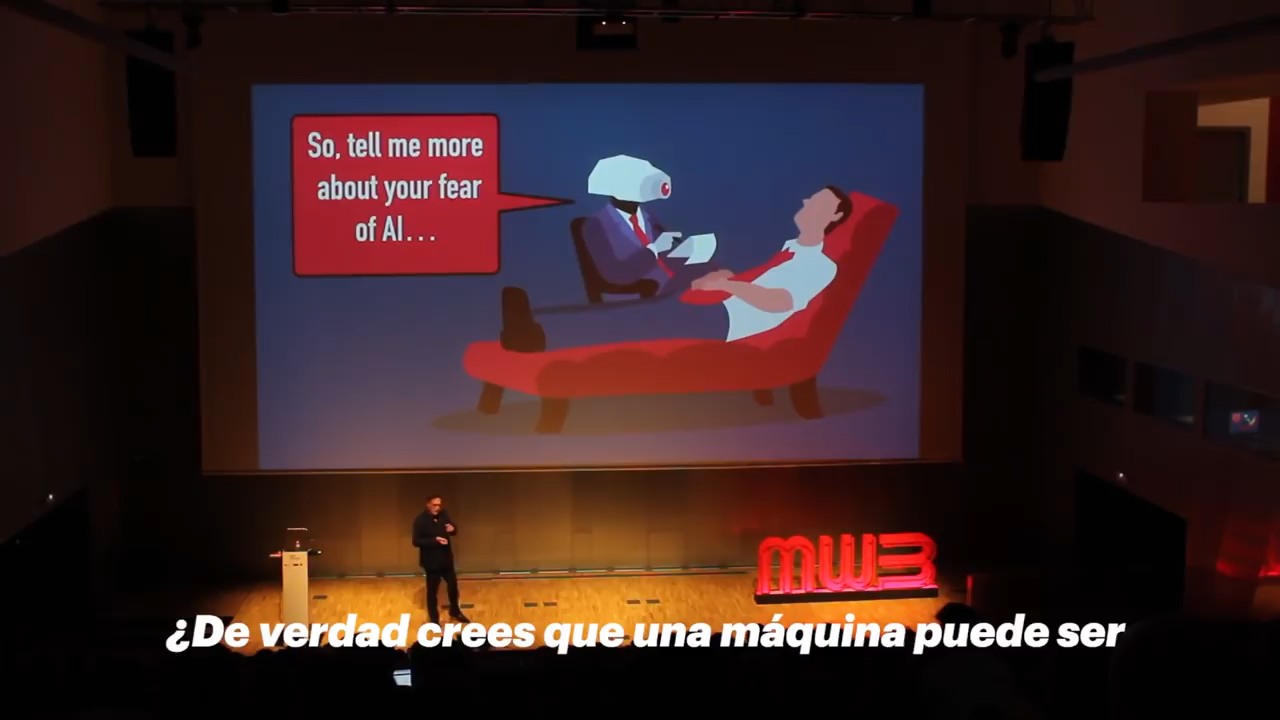 So, tell me more
about your fear
of AI...
MW3
¿De verdad crees que una máquina puede ser